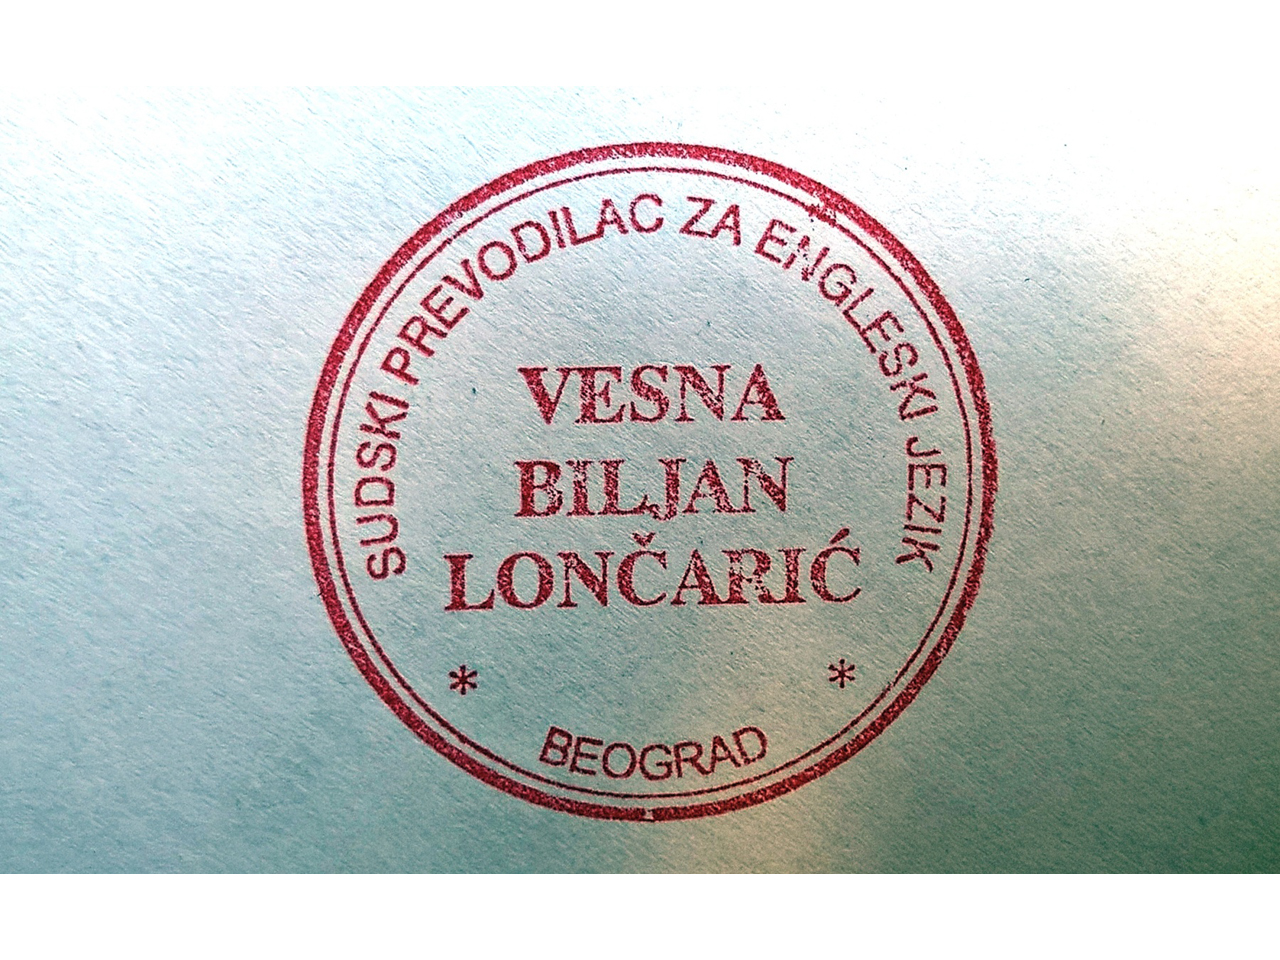 SUDSKI PREVODILAC ZA ENGLESKI JEZIK
VESNA
BILJAN
LONČARIĆ
* *
BEOGRAD